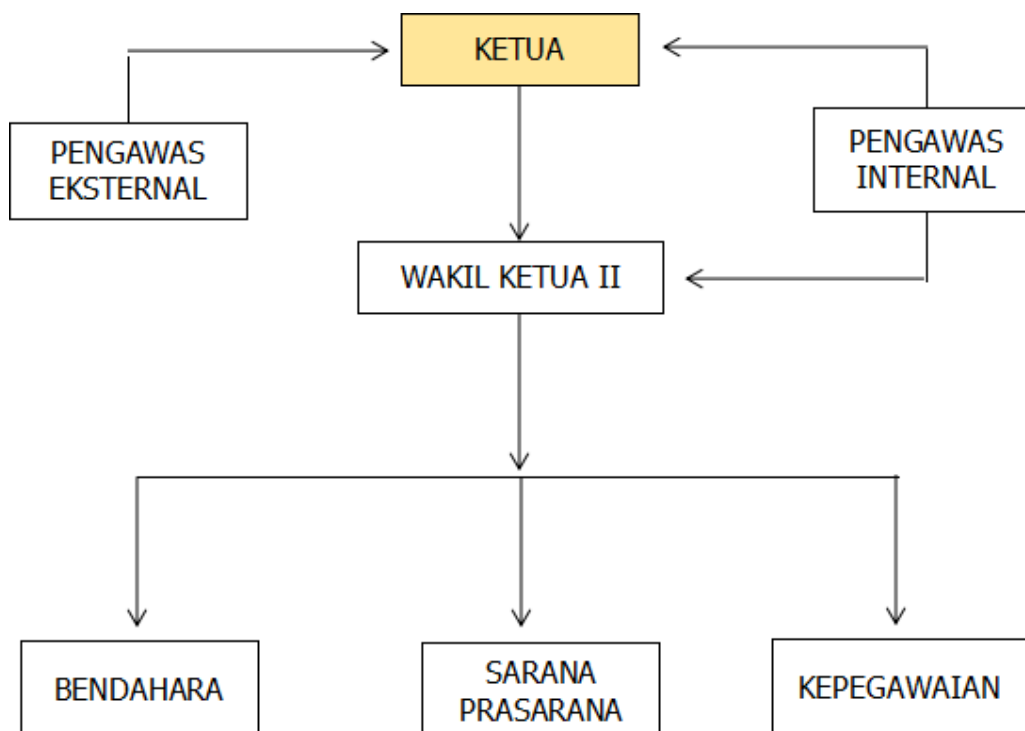 KETUA
PENGAWAS
EKSTERNAL
PENGAWAS
INTERNAL
WAKIL KETUA II
BENDAHARA
SARANA
PRASARANA
KEPEGAWAIAN